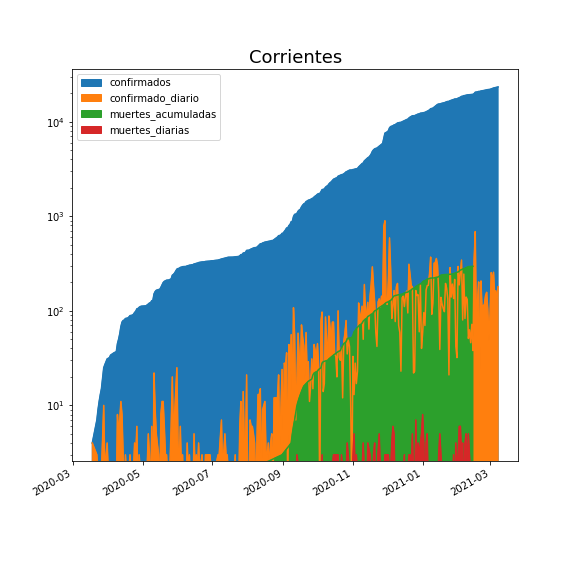 Corrientes
confirmados
confirmado_diario
muertes_acumuladas
muertes_diarias
10⁴
10³
10²
10¹
2020-03
2020-05
2020-07
2020-09
2020-11
2021-01
2021-03